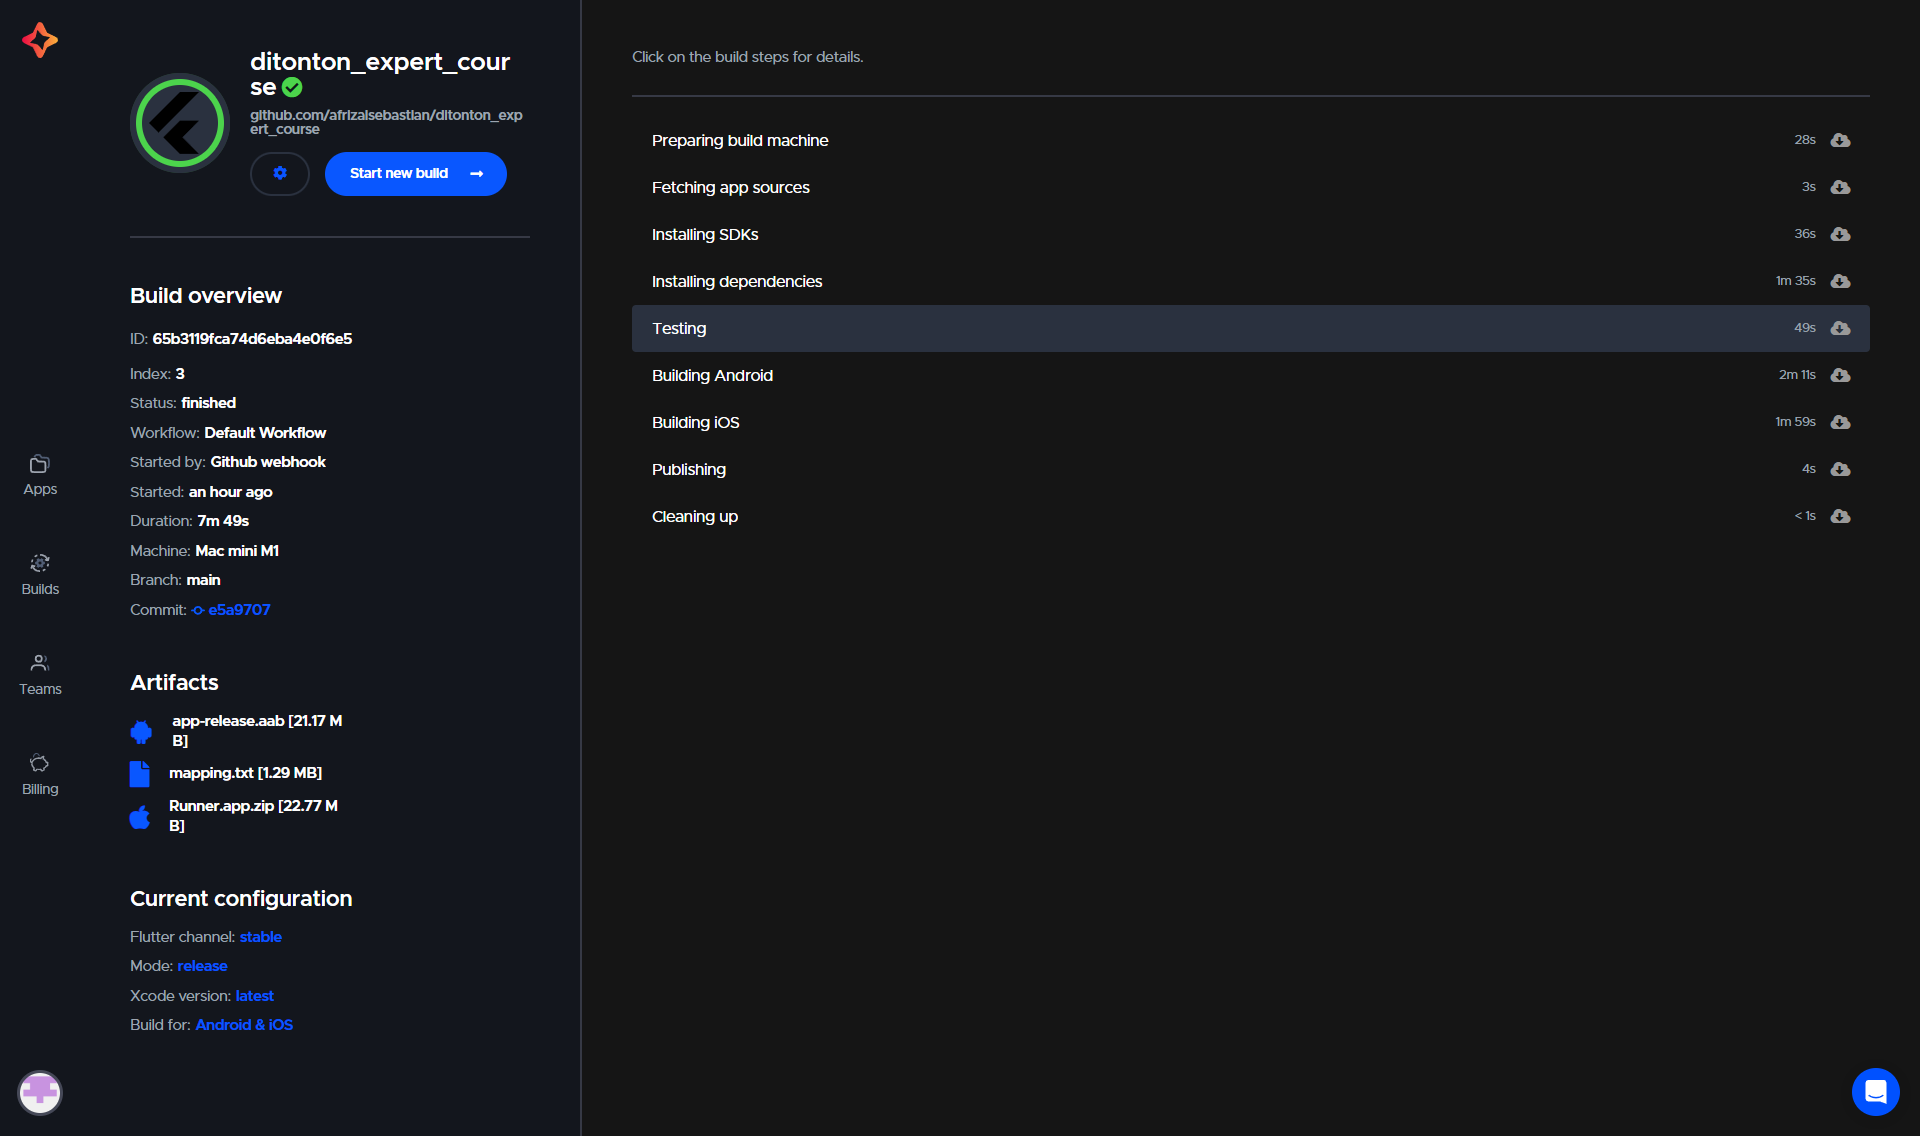 ditonton_expert_cour
se
github.com/afrizalsebastian/ditonton_exp
ert_course
Start new build
Build overview
ID: 65b3119fca74d6eba4e0f6e5
Index: 3
Status: finished
Workflow: Default Workflow
Started by: Github webhook
Started: an hour ago
Duration: 7m 49s
Machine: Mac mini M1
Branch: main
Commit: e5a9707
Artifacts
app-release.aab [21.17 M
B]
mapping.txt [1.29 MB]
Runner.app.zip [22.77 M
B]
Current configuration
Flutter channel: stable
Mode: release
Xcode version: latest
Build for: Android & iOS
Apps
Builds
Teams
Billing
Click on the build steps for details.
Preparing build machine 28s
Fetching app sources 3s
Installing SDKs 36s
Installing dependencies 1m 35s
Testing 49s
Building Android 2m 11s
Building iOS 1m 59s
Publishing 4s
Cleaning up < 1s